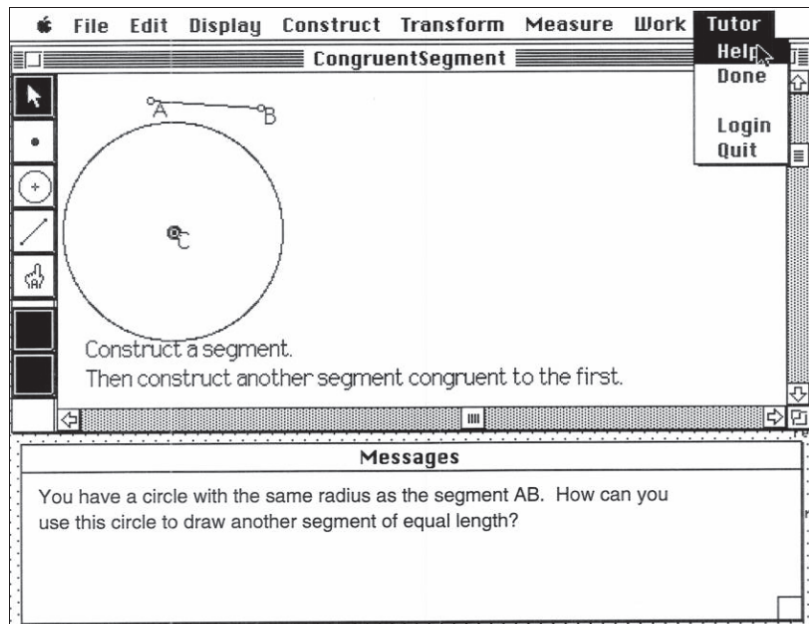 File Edit Display Construct Transform Measure Work Tutor
CongruentSegment
Help
Done
Login
Quit
A
B
C
Construct a segment.
Then construct another segment congruent to the first.
Messages
You have a circle with the same radius as the segment AB. How can you
use this circle to draw another segment of equal length?